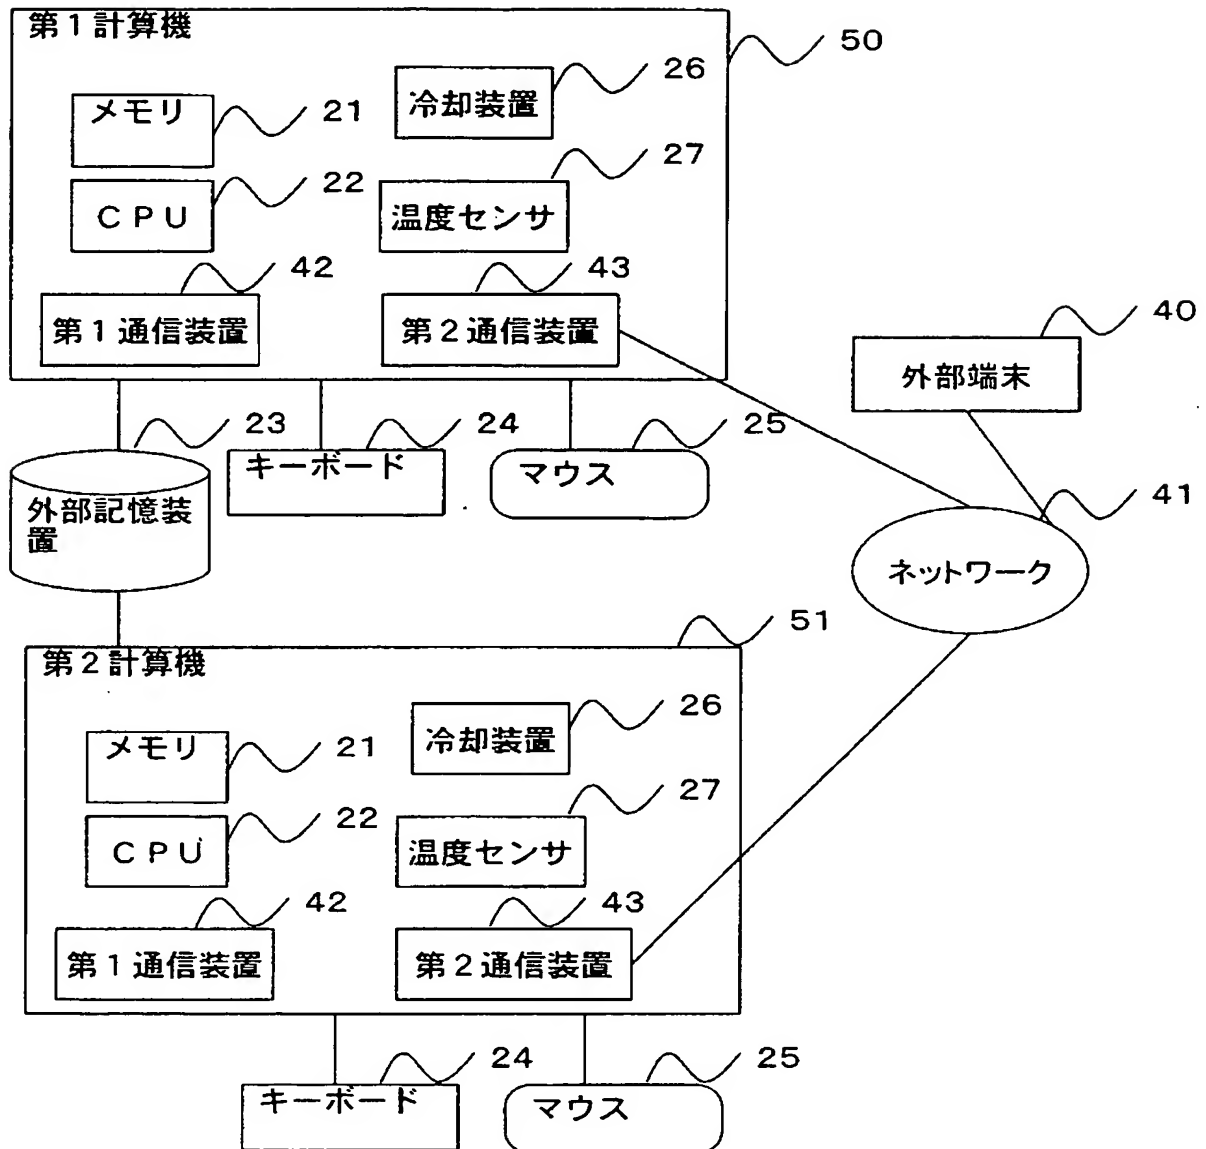 第1計算機
50
冷却装置
26
メモリ
21
温度センサ
27
CPU
22
第1通信装置
42
第2通信装置
43
外部端末
40
23
外部記憶装
置
キーボード
24
マウス
25
ネットワーク
41
第2計算機
51
冷却装置
26
メモリ
21
温度センサ
27
CPU
22
第1通信装置
42
第2通信装置
43
キーボード
24
マウス
25